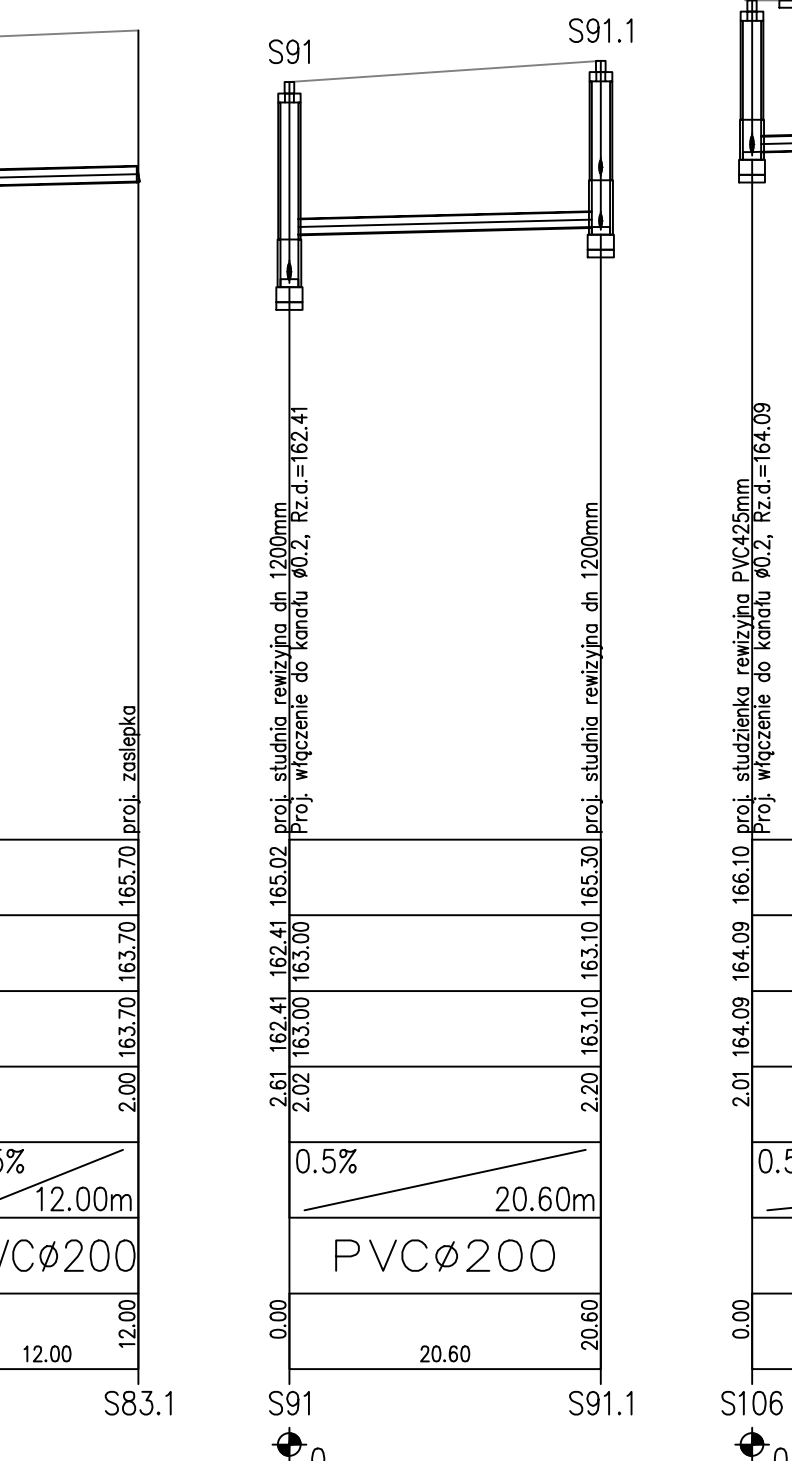 S91
S91.1
proj. zaslepka
proj. studnia rewizyjna dn 1200mm
Proj. włączenie do kanału ø0.2, Rz.d.=162.41
proj. studnia rewizyjna dn 1200mm
proj. studzienka rewizyjna PVC425mm
Proj. włączenie do kanału ø0.2, Rz.d.=164.09
165.70
165.02
165.30
166.10
163.70
162.41
163.00
163.10
164.09
163.70
162.41
163.00
163.10
164.09
2.00
2.61
2.02
2.20
2.01
%
12.00m
0.5%
20.60m
0.5
VCø200
PVCø200
12.00
12.00
0.00
20.60
20.60
0.00
S83.1
S91
S91.1
S106